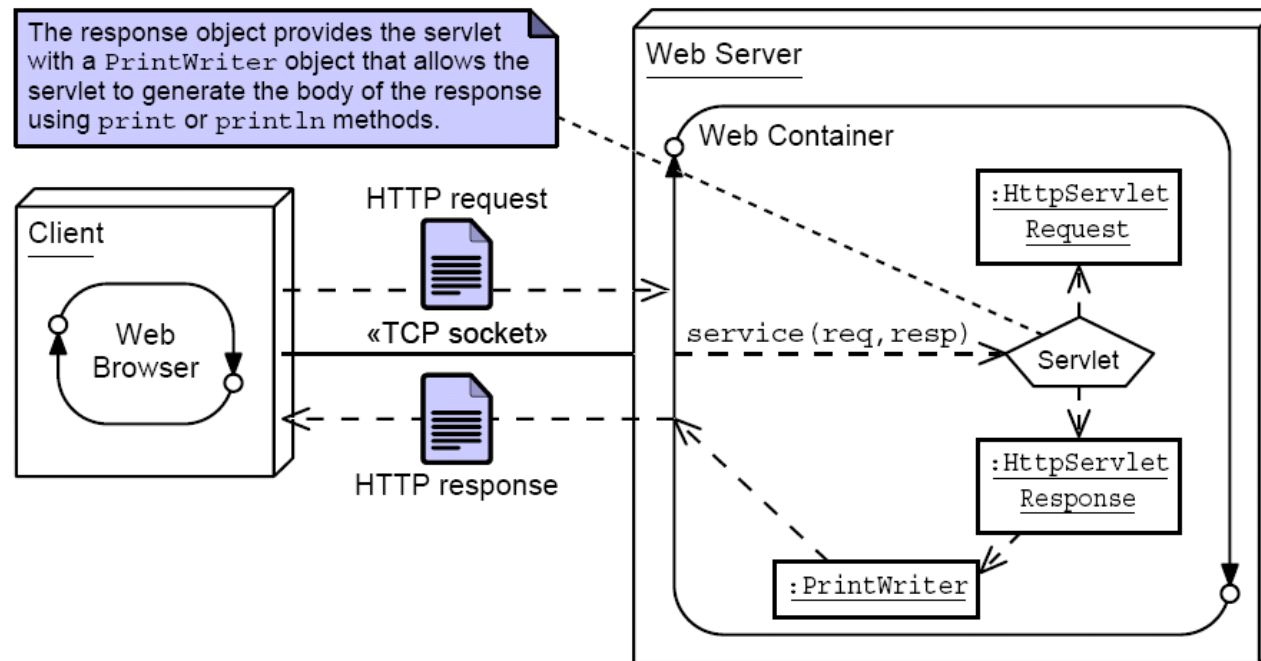 The response object provides the servlet
with a PrintWriter object that allows the
servlet to generate the body of the response
using print or println methods.
Web Server
Web Container
:HttpServlet
Request
HTTP request
Client
Web
Browser
«TCP socket»
service(req,resp)
Servlet
HTTP response
:HttpServlet
Response
:PrintWriter